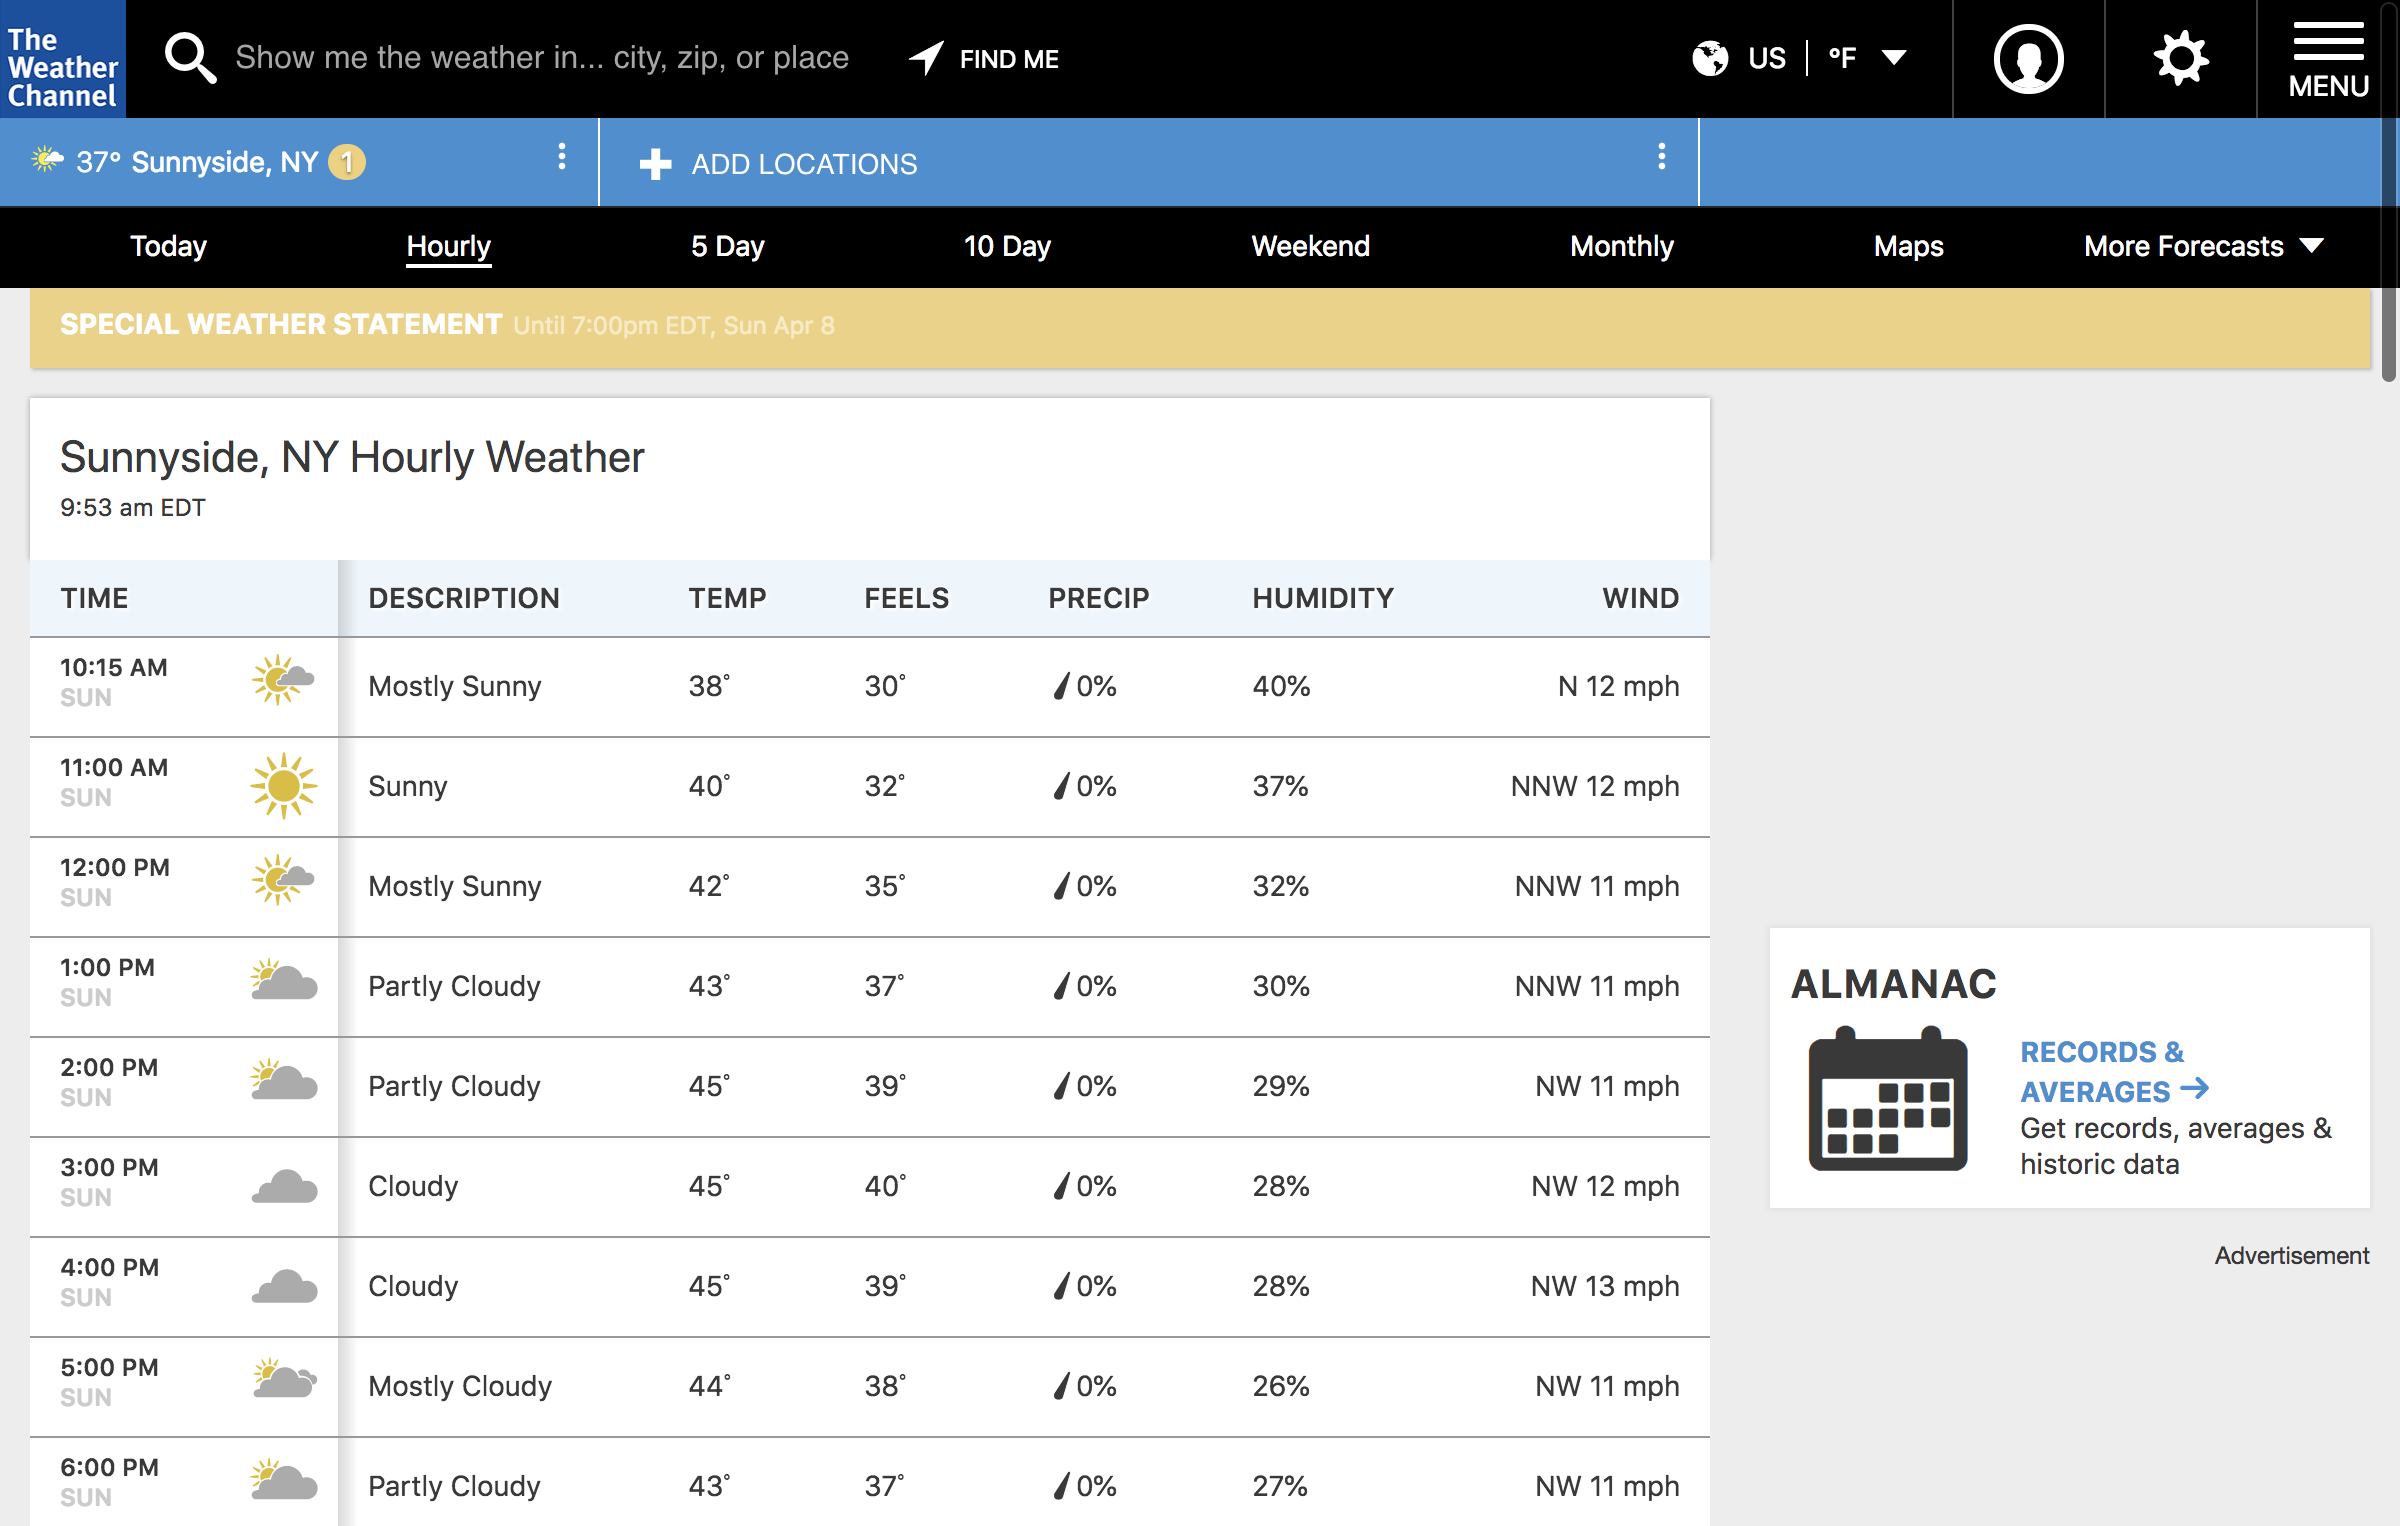 The
Weather
Channel
Show me the weather in... city, zip, or place
FIND ME
US
°F
MENU
37° Sunnyside, NY 1
ADD LOCATIONS
Today
Hourly
5 Day
10 Day
Weekend
Monthly
Maps
More Forecasts
SPECIAL WEATHER STATEMENT Until 7:00pm EDT, Sun Apr 8
Sunnyside, NY Hourly Weather
9:53 am EDT
TIME DESCRIPTION TEMP FEELS PRECIP HUMIDITY WIND
10:15 AM
SUN
Mostly Sunny 38° 30° 0% 40% N 12 mph
11:00 AM
SUN
Sunny 40° 32° 0% 37% NNW 12 mph
12:00 PM
SUN
Mostly Sunny 42° 35° 0% 32% NNW 11 mph
1:00 PM
SUN
Partly Cloudy 43° 37° 0% 30% NNW 11 mph
2:00 PM
SUN
Partly Cloudy 45° 39° 0% 29% NW 11 mph
3:00 PM
SUN
Cloudy 45° 40° 0% 28% NW 12 mph
4:00 PM
SUN
Cloudy 45° 39° 0% 28% NW 13 mph
5:00 PM
SUN
Mostly Cloudy 44° 38° 0% 26% NW 11 mph
6:00 PM
SUN
Partly Cloudy 43° 37° 0% 27% NW 11 mph
ALMANAC
RECORDS &
AVERAGES
Get records, averages &
historic data
Advertisement